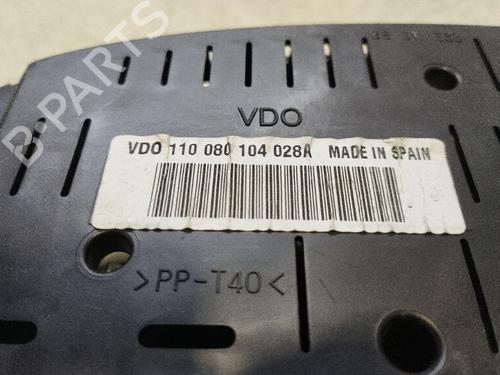 VDO
VDO 110 080 104 028A MADE IN SPAIN
>PP-T40<
B-PARTS